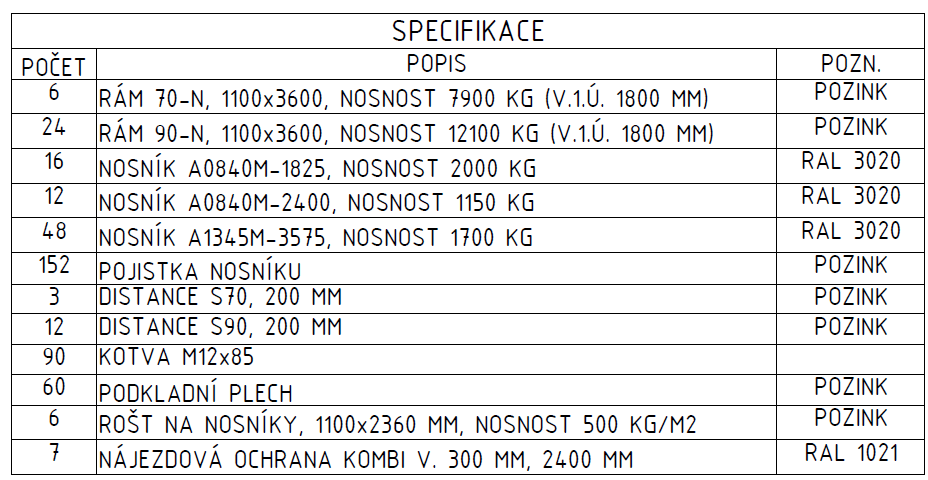 SPECIFIKACE
POČET POPIS POZN.
6 RÁM 70-N, 1100x3600, NOSNOST 7900 KG (V.1.Ú. 1800 MM) POZINK
24 RÁM 90-N, 1100x3600, NOSNOST 12100 KG (V.1.Ú. 1800 MM) POZINK
16 NOSNÍK A0840M-1825, NOSNOST 2000 KG RAL 3020
12 NOSNÍK A0840M-2400, NOSNOST 1150 KG RAL 3020
48 NOSNÍK A1345M-3575, NOSNOST 1700 KG RAL 3020
152 POJISTKA NOSNÍKU POZINK
3 DISTANCE S70, 200 MM POZINK
12 DISTANCE S90, 200 MM POZINK
90 KOTVA M12x85
60 PODKLADNÍ PLECH POZINK
6 ROŠT NA NOSNÍKY, 1100x2360 MM, NOSNOST 500 KG/M2 POZINK
7 NÁJEZDOVÁ OCHRANA KOMBI V. 300 MM, 2400 MM RAL 1021